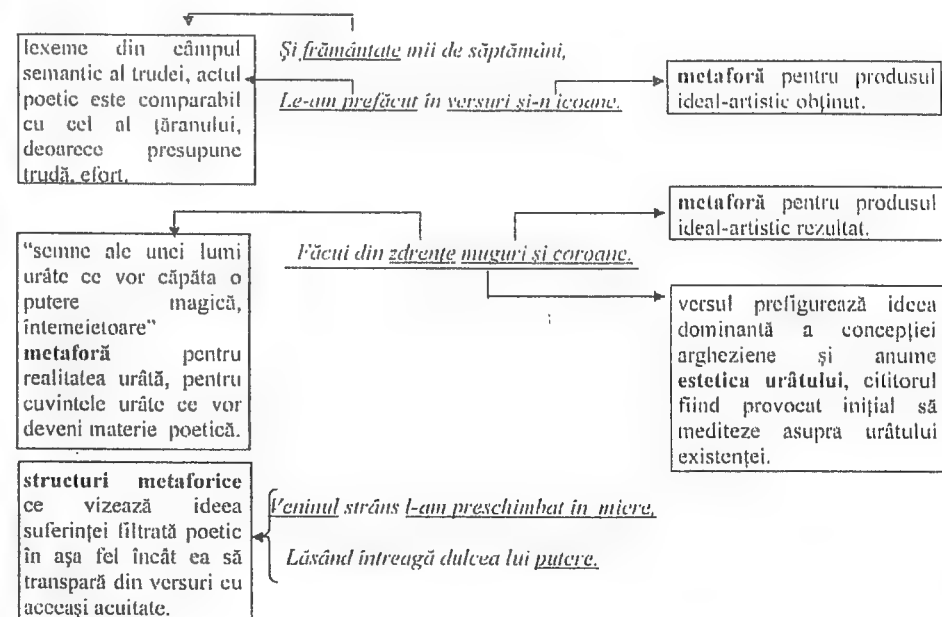 lexeme din câmpul
semantic al trudei, actul
poetic este comparabil
cu cel al țăranului,
deoarece presupune
trudă, efort.
Și frământate mii de săptămâni,
Le-am prefăcut în versuri și-n icoane.
metaforă pentru produsul
ideal-artistic obținut.
metaforă pentru produsul
ideal-artistic rezultat.
"semne ale unei lumi
urâte ce vor căpăta o
putere magică,
întemeietoare"
metaforă pentru
realitatea urâtă, pentru
cuvintele urâte ce vor
deveni materie poetică.
Făcui din zdrențe muguri și coroane.
versul prefigurează ideea
dominantă a concepției
argheziene și anume
estetica urâtului, cititorul
fiind provocat inițial să
mediteze asupra urâtului
existenței.
structuri metaforice
ce vizează ideea
suferinței filtrată poetic
în așa fel încât ea să
transpară din versuri cu
aceeași acuitate.
Veninul strâns l-am preschimbat în miere,
Lăsând întreagă dulcea lui putere.